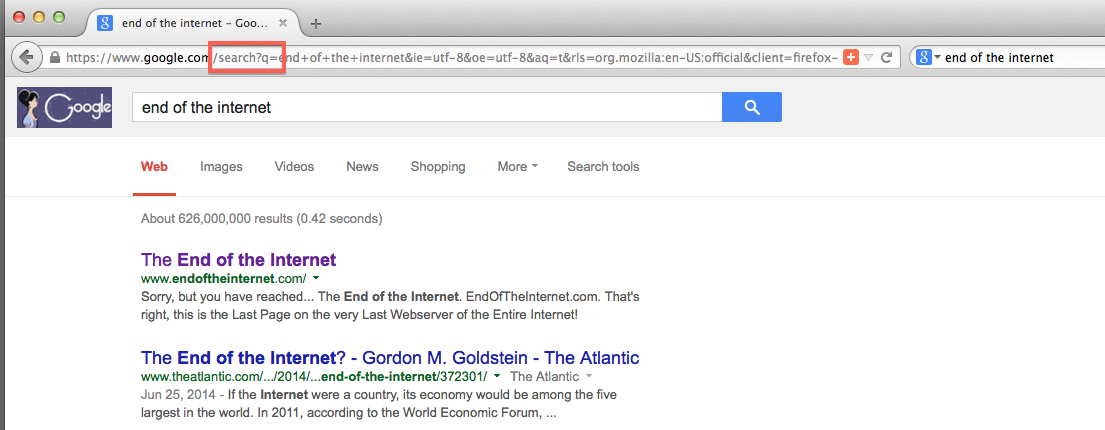 end of the internet – Goo...
https://www.google.com/search?q=end+of+the+internet&ie=utf-8&oe=utf-8&aq=t&rls=org.mozilla:en-US:official&client=firefox-
end of the internet
Google
end of the internet
Web Images Videos News Shopping More Search tools
About 626,000,000 results (0.42 seconds)
The End of the Internet
www.endoftheinternet.com/
Sorry, but you have reached... The End of the Internet. EndOfTheInternet.com. That's
right, this is the Last Page on the very Last Webserver of the Entire Internet!
The End of the Internet? - Gordon M. Goldstein - The Atlantic
www.theatlantic.com/.../2014/...end-of-the-internet/372301/ The Atlantic
Jun 25, 2014 - If the Internet were a country, its economy would be among the five
largest in the world. In 2011, according to the World Economic Forum, ...